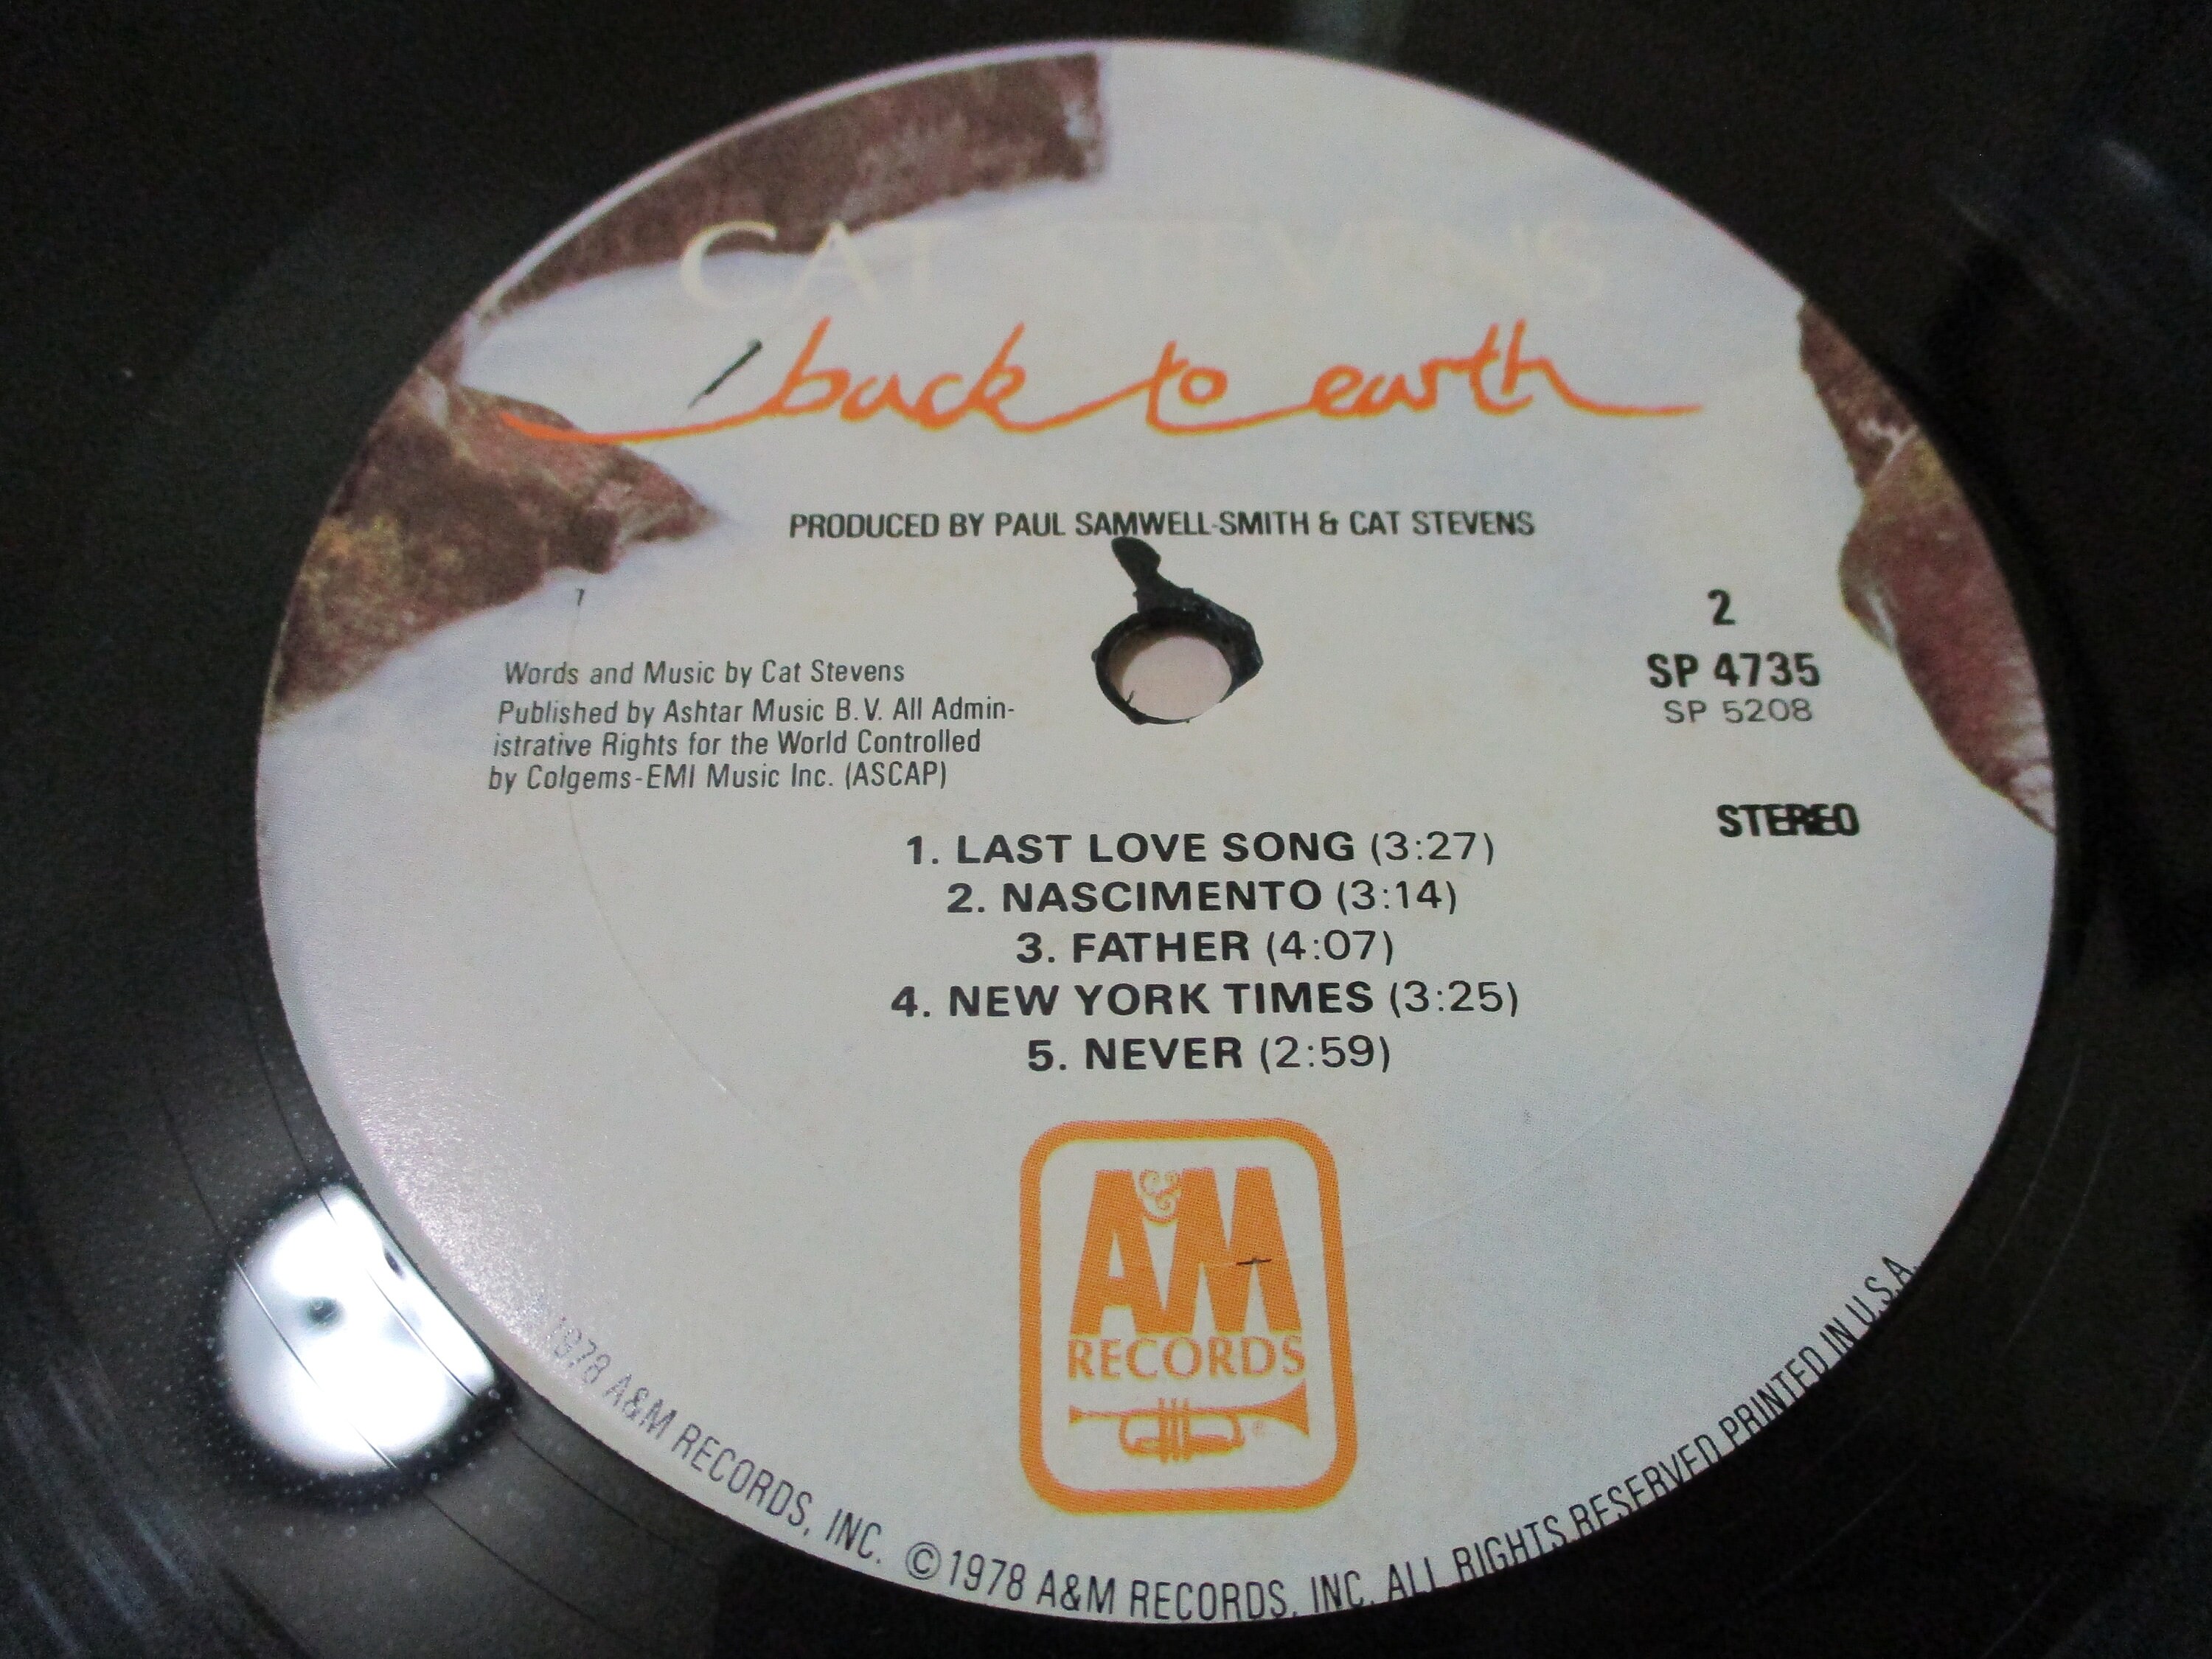 CAT STEVENS
back to earth
PRODUCED BY PAUL SAMWELL-SMITH & CAT STEVENS
2
SP 4735
SP 5208
STEREO
Words and Music by Cat Stevens
Published by Ashtar Music B.V. All Admin-
istrative Rights for the World Controlled
by Colgems-EMI Music Inc. (ASCAP)
1. LAST LOVE SONG (3:27)
2. NASCIMENTO (3:14)
3. FATHER (4:07)
4. NEW YORK TIMES (3:25)
5. NEVER (2:59)
A&M
RECORDS
®
1978 A&M RECORDS, INC. ©1978 A&M RECORDS, INC. ALL RIGHTS RESERVED PRINTED IN U.S.A.